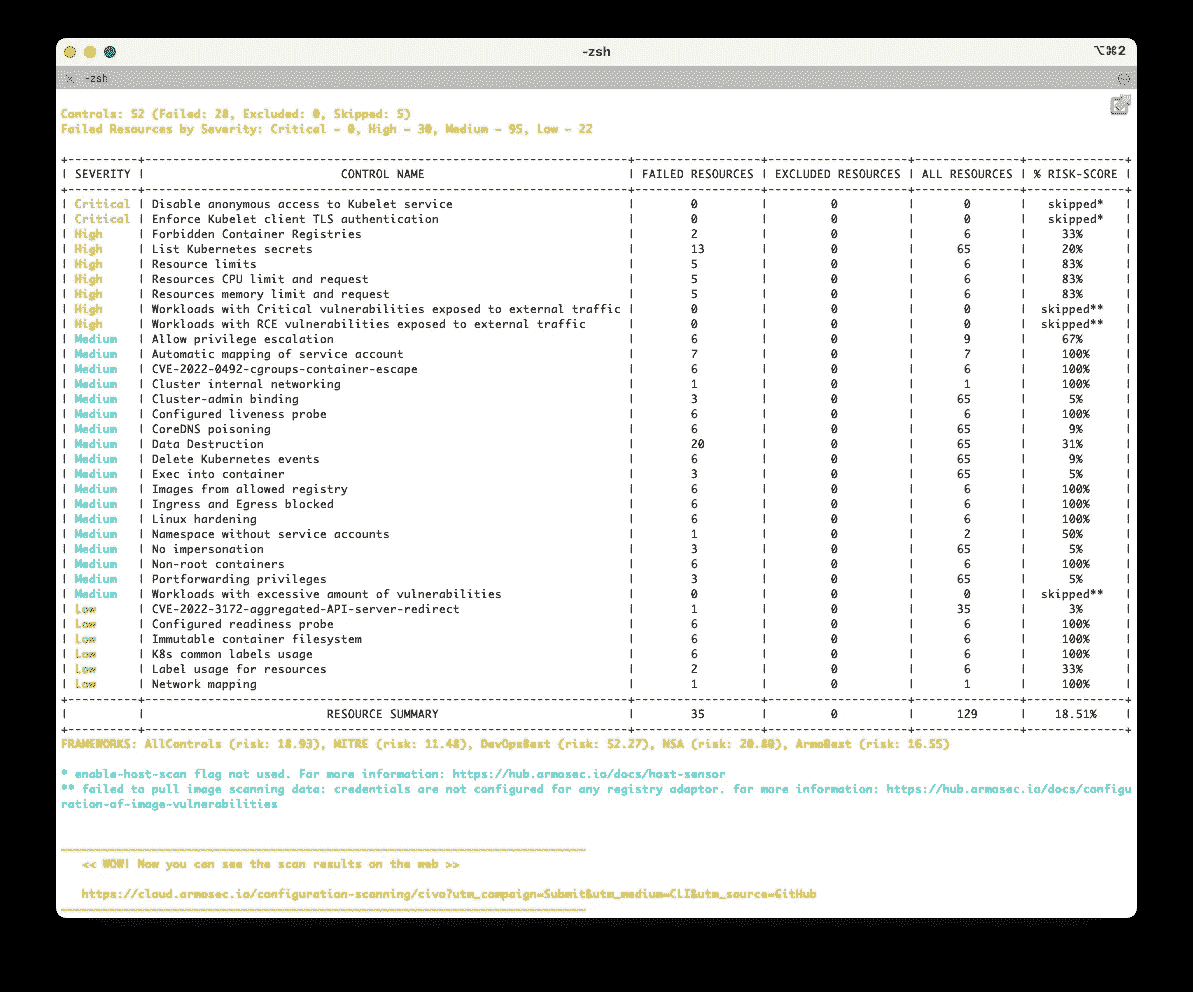 -zsh ⌥⌘2
-zsh
Controls: 52 (Failed: 28, Excluded: 0, Skipped: 5)
Failed Resources by Severity: Critical - 0, High - 30, Medium - 95, Low - 22
| SEVERITY | CONTROL NAME | FAILED RESOURCES | EXCLUDED RESOURCES | ALL RESOURCES | % RISK-SCORE |
| Critical | Disable anonymous access to Kubelet service | 0 | 0 | 0 | skipped* |
| Critical | Enforce Kubelet client TLS authentication | 0 | 0 | 0 | skipped* |
| High | Forbidden Container Registries | 2 | 0 | 6 | 33% |
| High | List Kubernetes secrets | 13 | 0 | 65 | 20% |
| High | Resource limits | 5 | 0 | 6 | 83% |
| High | Resources CPU limit and request | 5 | 0 | 6 | 83% |
| High | Resources memory limit and request | 5 | 0 | 6 | 83% |
| High | Workloads with Critical vulnerabilities exposed to external traffic | 0 | 0 | 0 | skipped** |
| High | Workloads with RCE vulnerabilities exposed to external traffic | 0 | 0 | 0 | skipped** |
| Medium | Allow privilege escalation | 6 | 0 | 9 | 67% |
| Medium | Automatic mapping of service account | 7 | 0 | 7 | 100% |
| Medium | CVE-2022-0492-cgroups-container-escape | 6 | 0 | 6 | 100% |
| Medium | Cluster internal networking | 1 | 0 | 1 | 100% |
| Medium | Cluster-admin binding | 3 | 0 | 65 | 5% |
| Medium | Configured liveness probe | 6 | 0 | 6 | 100% |
| Medium | CoreDNS poisoning | 6 | 0 | 65 | 9% |
| Medium | Data Destruction | 20 | 0 | 65 | 31% |
| Medium | Delete Kubernetes events | 6 | 0 | 65 | 9% |
| Medium | Exec into container | 3 | 0 | 65 | 5% |
| Medium | Images from allowed registry | 6 | 0 | 6 | 100% |
| Medium | Ingress and Egress blocked | 6 | 0 | 6 | 100% |
| Medium | Linux hardening | 6 | 0 | 6 | 100% |
| Medium | Namespace without service accounts | 1 | 0 | 2 | 50% |
| Medium | No impersonation | 3 | 0 | 65 | 5% |
| Medium | Non-root containers | 6 | 0 | 6 | 100% |
| Medium | Portforwarding privileges | 3 | 0 | 65 | 5% |
| Medium | Workloads with excessive amount of vulnerabilities | 0 | 0 | 0 | skipped** |
| Low | CVE-2022-3172-aggregated-API-server-redirect | 1 | 0 | 35 | 3% |
| Low | Configured readiness probe | 6 | 0 | 6 | 100% |
| Low | Immutable container filesystem | 6 | 0 | 6 | 100% |
| Low | K8s common labels usage | 6 | 0 | 6 | 100% |
| Low | Label usage for resources | 2 | 0 | 6 | 33% |
| Low | Network mapping | 1 | 0 | 1 | 100% |
| | RESOURCE SUMMARY | 35 | 0 | 129 | 18.51% |
FRAMEWORKS: AllControls (risk: 18.93), MITRE (risk: 11.48), DevOpsBest (risk: 52.27), NSA (risk: 20.80), ArmoBest (risk: 16.55)
* enable-host-scan flag not used. For more information: https://hub.armosec.io/docs/host-sensor
** failed to pull image scanning data: credentials are not configured for any registry adaptor. for more information: https://hub.armosec.io/docs/configu
ration-of-image-vulnerabilities
<< WOW! Now you can see the scan results on the web >>
https://cloud.armosec.io/configuration-scanning/civo?utm_campaign=Submit&utm_medium=CLI&utm_source=GitHub